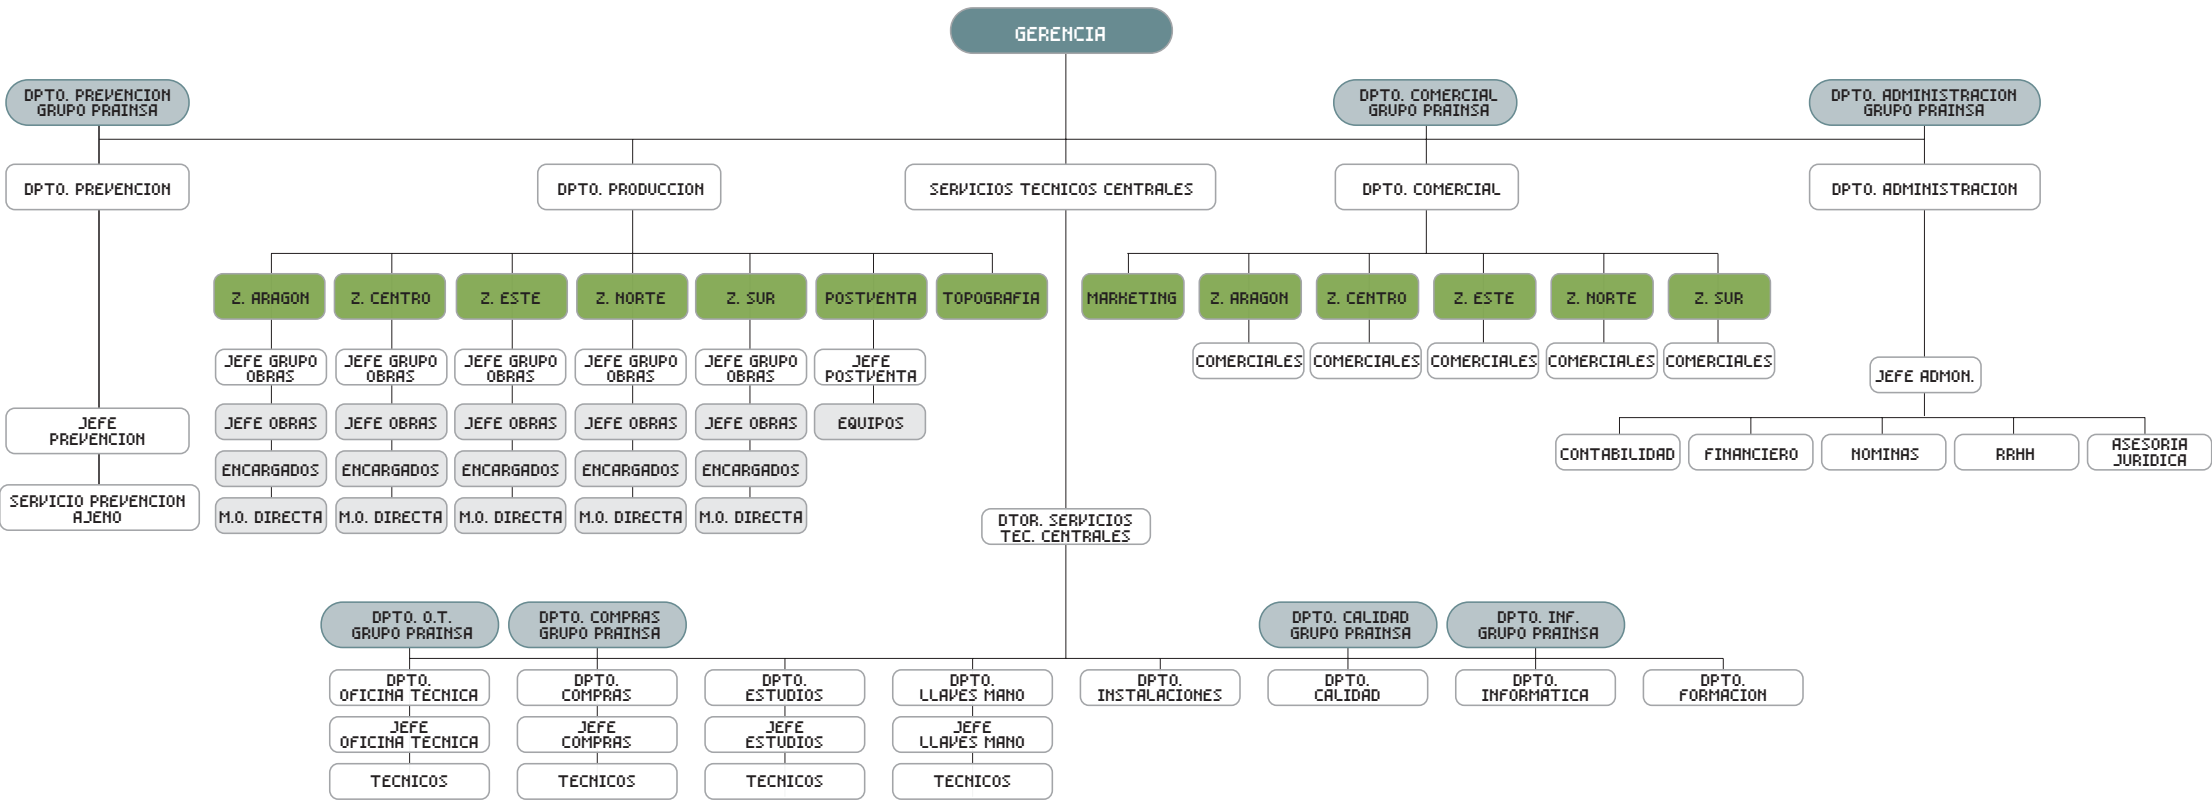 GERENCIA
DPTO. PREVENCION
GRUPO PRAINSA
DPTO. COMERCIAL
GRUPO PRAINSA
DPTO. ADMINISTRACION
GRUPO PRAINSA
DPTO. PREVENCION
DPTO. PRODUCCION
SERVICIOS TECNICOS CENTRALES
DPTO. COMERCIAL
DPTO. ADMINISTRACION
Z. ARAGON
Z. CENTRO
Z. ESTE
Z. NORTE
Z. SUR
POSTVENTA
TOPOGRAFIA
MARKETING
Z. ARAGON
Z. CENTRO
Z. ESTE
Z. NORTE
Z. SUR
JEFE GRUPO
OBRAS
JEFE GRUPO
OBRAS
JEFE GRUPO
OBRAS
JEFE GRUPO
OBRAS
JEFE GRUPO
OBRAS
JEFE
POSTVENTA
COMERCIALES
COMERCIALES
COMERCIALES
COMERCIALES
COMERCIALES
JEFE ADMON.
JEFE
PREVENCION
JEFE OBRAS
JEFE OBRAS
JEFE OBRAS
JEFE OBRAS
JEFE OBRAS
EQUIPOS
CONTABILIDAD
FINANCIERO
NOMINAS
RRHH
ASESORIA
JURIDICA
ENCARGADOS
ENCARGADOS
ENCARGADOS
ENCARGADOS
ENCARGADOS
SERVICIO PREVENCION
AJENO
M.O. DIRECTA
M.O. DIRECTA
M.O. DIRECTA
M.O. DIRECTA
M.O. DIRECTA
DTOR. SERVICIOS
TEC. CENTRALES
DPTO. O.T.
GRUPO PRAINSA
DPTO. COMPRAS
GRUPO PRAINSA
DPTO. CALIDAD
GRUPO PRAINSA
DPTO. INF.
GRUPO PRAINSA
DPTO.
OFICINA TECNICA
DPTO.
COMPRAS
DPTO.
ESTUDIOS
DPTO.
LLAVES MANO
DPTO.
INSTALACIONES
DPTO.
CALIDAD
DPTO.
INFORMATICA
DPTO.
FORMACION
JEFE
OFICINA TECNICA
JEFE
COMPRAS
JEFE
ESTUDIOS
JEFE
LLAVES MANO
TECNICOS
TECNICOS
TECNICOS
TECNICOS